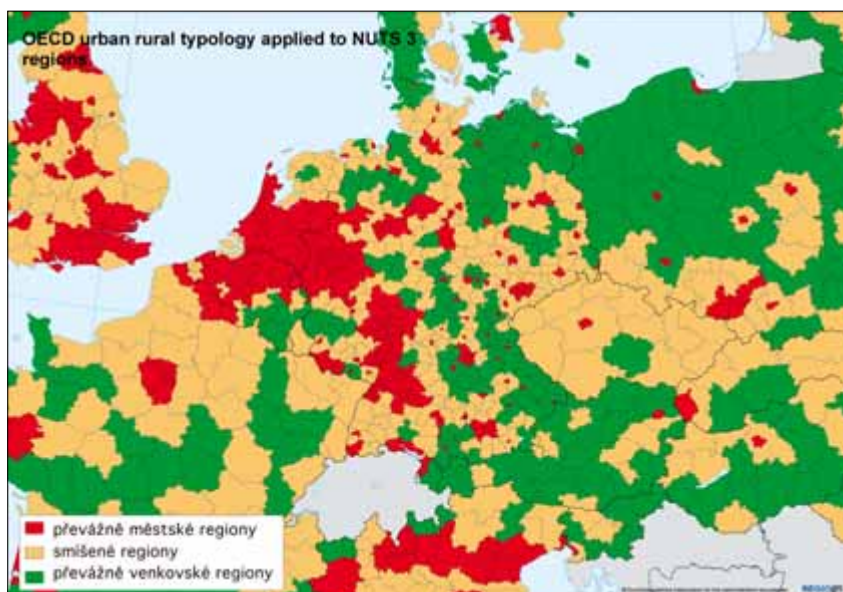 OECD urban rural typology applied to NUTS 3
regions
převážně městské regiony
smíšené regiony
převážně venkovské regiony